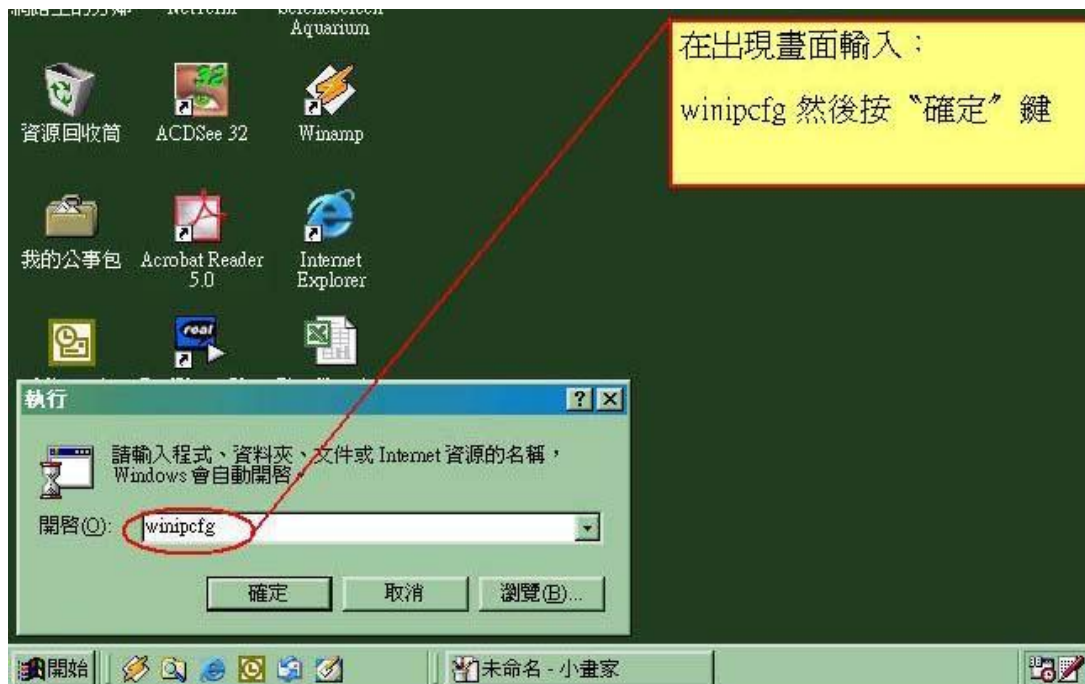 Aquarium
在出現畫面輸入：
winipcfg 然後按〝確定〞鍵
資源回收筒
ACDSee 32
Winamp
我的公事包
Acrobat Reader
5.0
Internet
Explorer
執行
請輸入程式、資料夾、文件或 Internet 資源的名稱，
Windows 會自動開啓。
開啓(O):
winipcfg
確定
取消
瀏覽(B)...
開始
未命名 - 小畫家